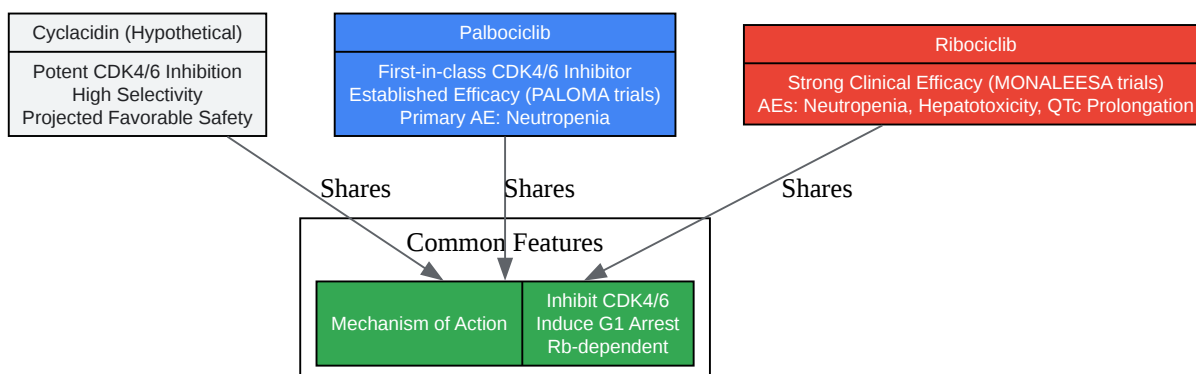 Cyclacidin (Hypothetical)
Potent CDK4/6 Inhibition
High Selectivity
Projected Favorable Safety
Palbociclib
First-in-class CDK4/6 Inhibitor
Established Efficacy (PALOMA trials)
Primary AE: Neutropenia
Ribociclib
Strong Clinical Efficacy (MONALEESA trials)
AEs: Neutropenia, Hepatotoxicity, QTc Prolongation
Shares
Shares
Shares
Common Features
Mechanism of Action
Inhibit CDK4/6
Induce G1 Arrest
Rb-dependent